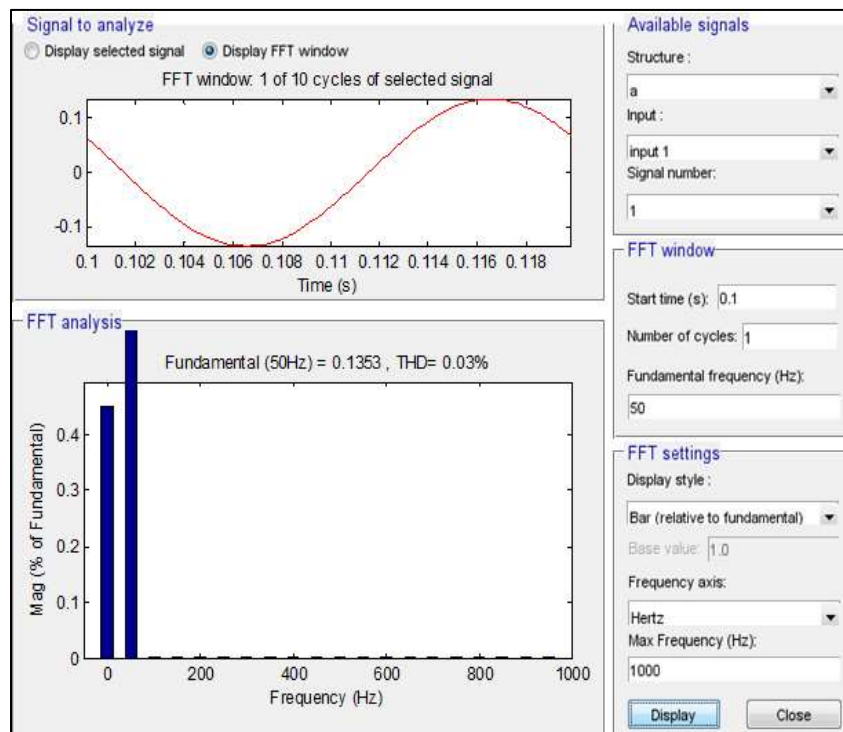 Signal to analyze
Display selected signal Display FFT window
FFT window: 1 of 10 cycles of selected signal
0.1
0
-0.1
0.1 0.102 0.104 0.106 0.108 0.11 0.112 0.114 0.116 0.118
Time (s)
FFT analysis
Fundamental (50Hz) = 0.1353 , THD= 0.03%
0.4
0.3
0.2
0.1
0
Mag (% of Fundamental)
0 200 400 600 800 1000
Frequency (Hz)
Available signals
Structure :
a
Input :
input 1
Signal number:
1
FFT window
Start time (s): 0.1
Number of cycles: 1
Fundamental frequency (Hz):
50
FFT settings
Display style :
Bar (relative to fundamental)
Base value: 1.0
Frequency axis:
Hertz
Max Frequency (Hz):
1000
Display Close